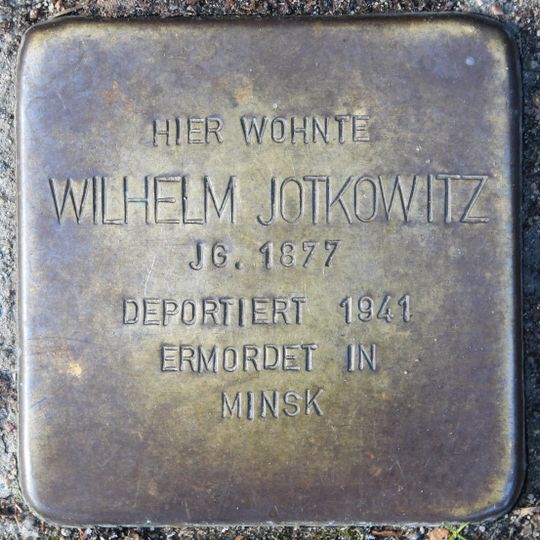 HIER WOHNTE
WILHELM JOTKOWITZ
JG. 1877
DEPORTIERT 1941
ERMORDET IN
MINSK